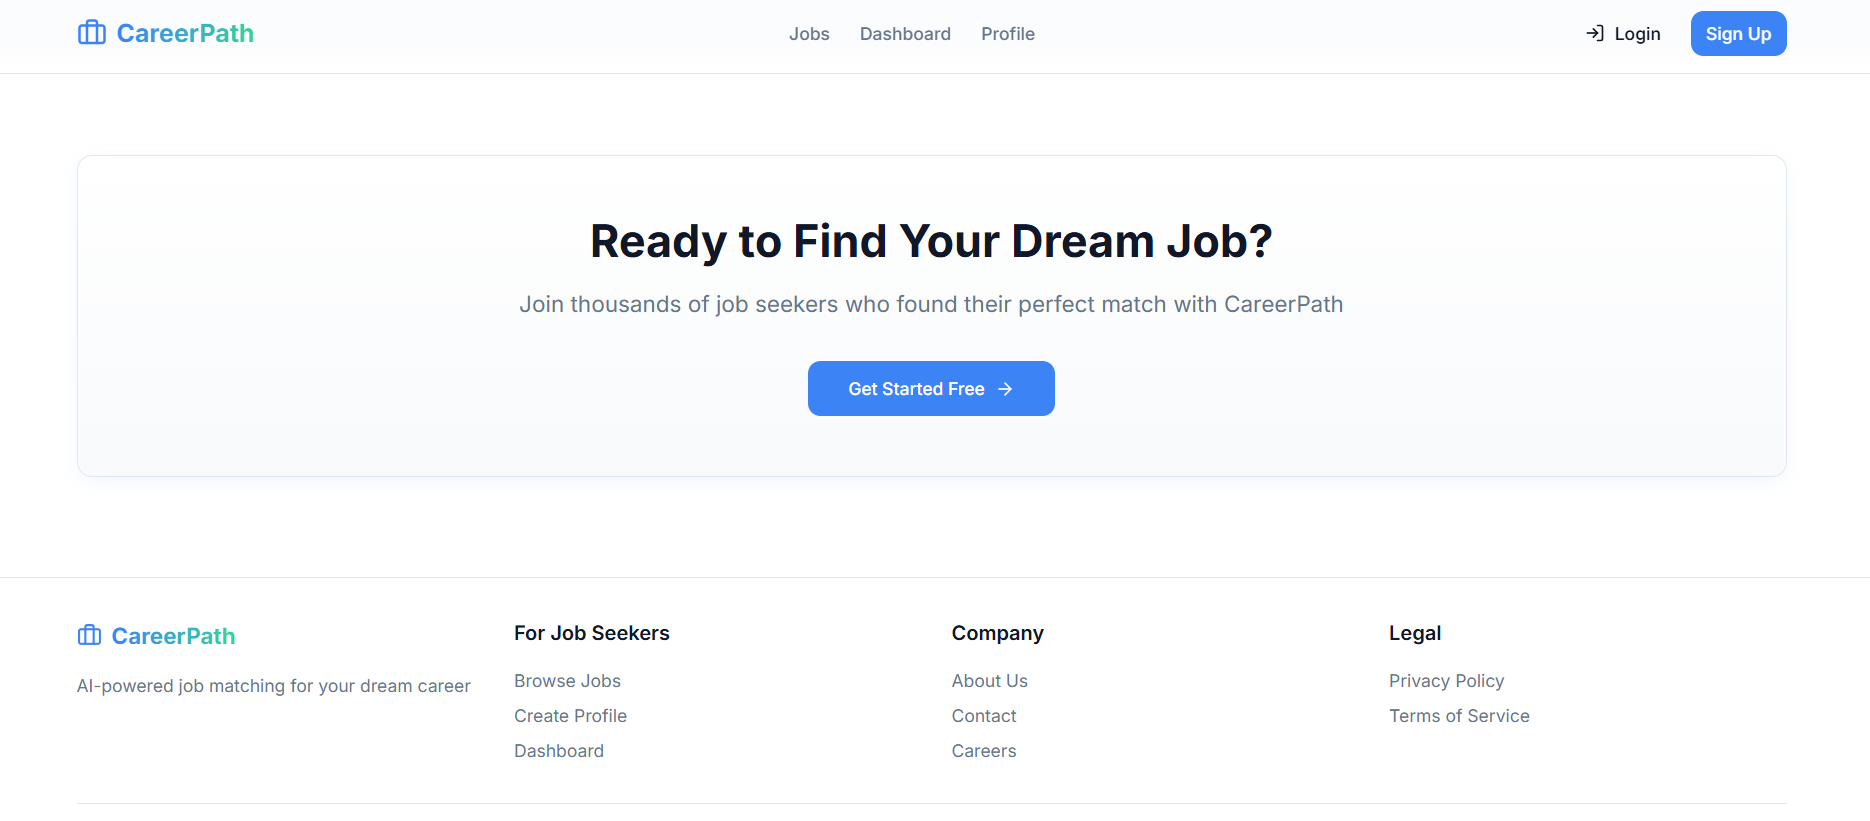 CareerPath
Jobs
Dashboard
Profile
Login
Sign Up
Ready to Find Your Dream Job?
Join thousands of job seekers who found their perfect match with CareerPath
Get Started Free
CareerPath
AI-powered job matching for your dream career
For Job Seekers
Browse Jobs
Create Profile
Dashboard
Company
About Us
Contact
Careers
Legal
Privacy Policy
Terms of Service